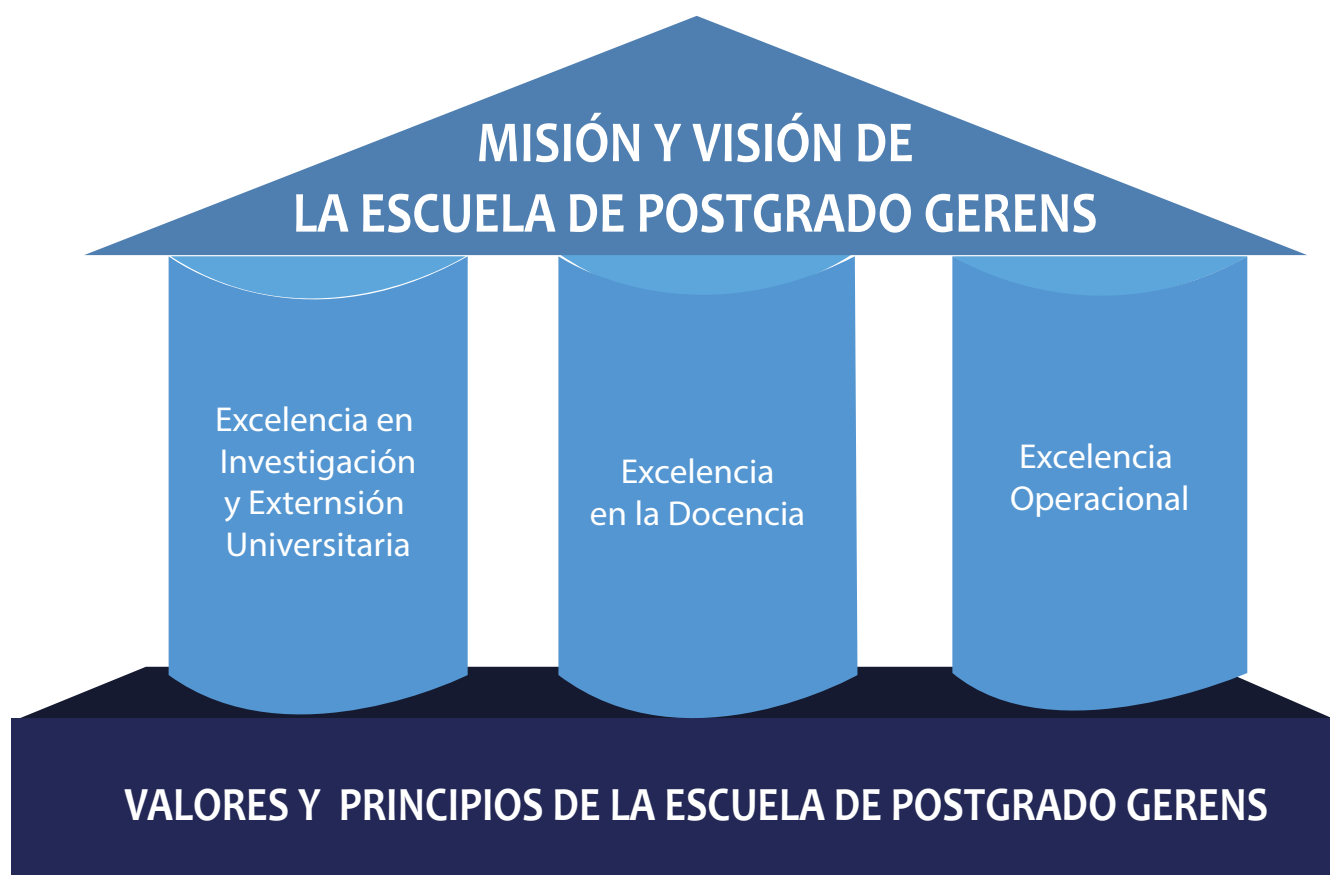 MISIÓN Y VISIÓN DE
LA ESCUELA DE POSTGRADO GERENS
Excelencia en
Investigación
y Externsión
Universitaria
Excelencia
en la Docencia
Excelencia
Operacional
VALORES Y PRINCIPIOS DE LA ESCUELA DE POSTGRADO GERENS